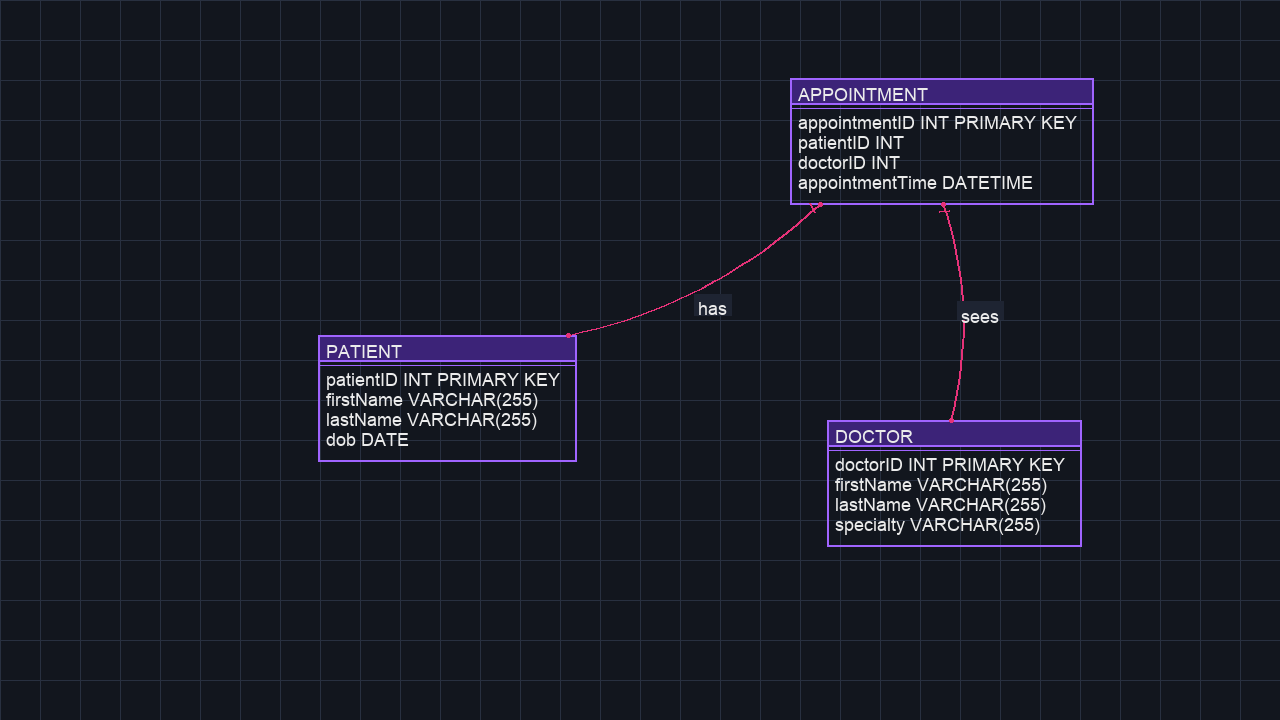 APPOINTMENT
appointmentID INT PRIMARY KEY
patientID INT
doctorID INT
appointmentTime DATETIME
has
sees
PATIENT
patientID INT PRIMARY KEY
firstName VARCHAR(255)
lastName VARCHAR(255)
dob DATE
DOCTOR
doctorID INT PRIMARY KEY
firstName VARCHAR(255)
lastName VARCHAR(255)
specialty VARCHAR(255)